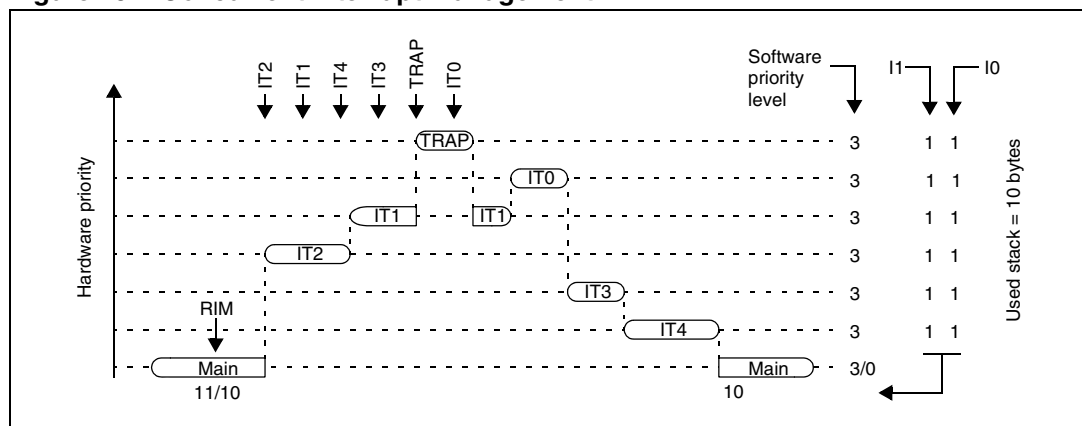 IT2
IT1
IT4
IT3
TRAP
IT0
Software
priority
level
I1
I0
Hardware priority
TRAP
3
1 1
IT0
3
1 1
IT1
IT1
3
1 1
IT2
3
1 1
IT3
3
1 1
RIM
IT4
3
1 1
Main
Main
3/0
11/10
10
Used stack = 10 bytes